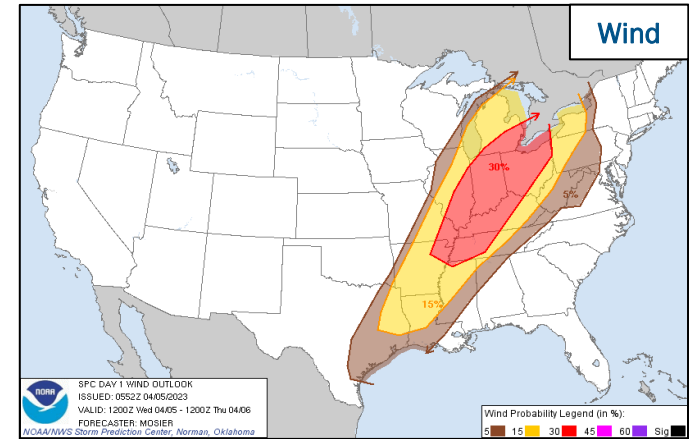 Wind
30%
5%
15%
NOAA
SPC DAY 1 WIND OUTLOOK
ISSUED: 0552Z 04/05/2023
VALID: 1200Z Wed 04/05 - 1200Z Thu 04/06
FORECASTER: MOSIER
NOAA/NWS Storm Prediction Center, Norman, Oklahoma
Wind Probability Legend (in %):
5 15 30 45 60 Sig